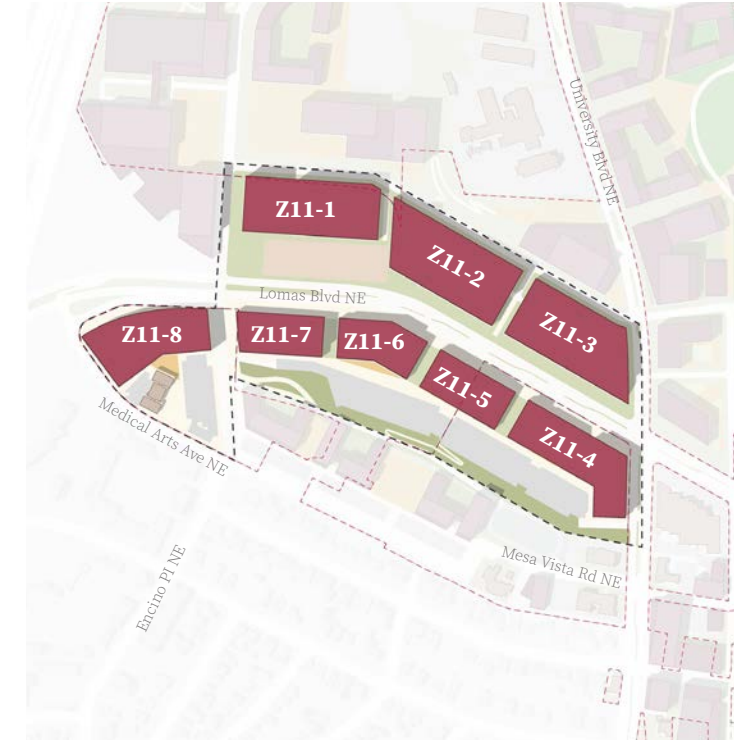 University Blvd NE
Z11-1
Z11-2
Z11-3
Lomas Blvd NE
Z11-8
Z11-7
Z11-6
Z11-5
Z11-4
Medical Arts Ave NE
Mesa Vista Rd NE
Encino Pl NE